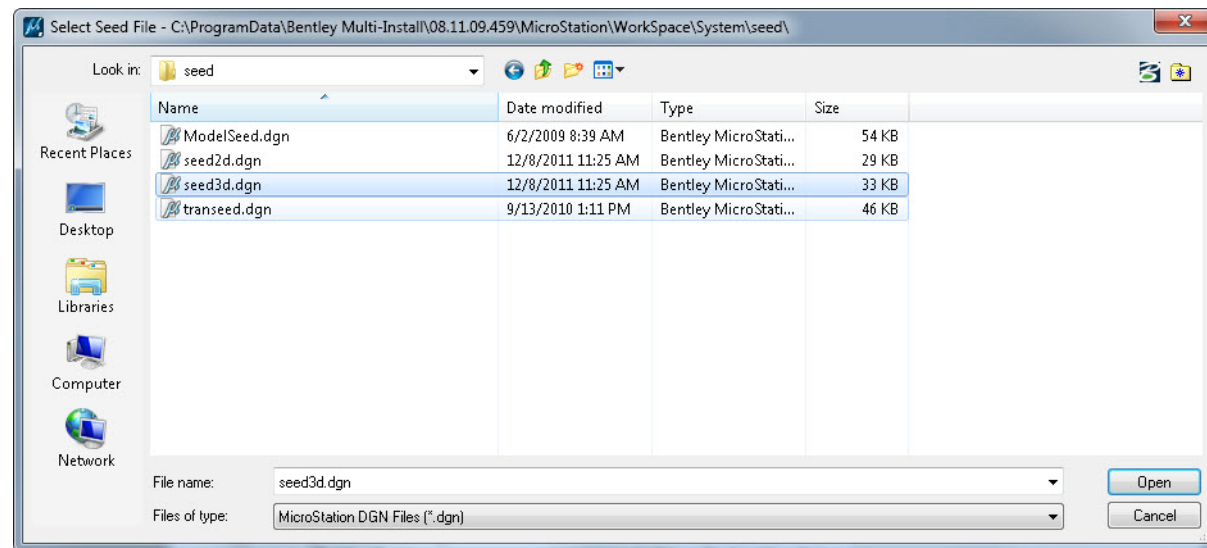 Select Seed File - C:\ProgramData\Bentley Multi-Install\08.11.09.459\MicroStation\WorkSpace\System\seed\
Look in: seed
Name Date modified Type Size
ModelSeed.dgn 6/2/2009 8:39 AM Bentley MicroStati... 54 KB
seed2d.dgn 12/8/2011 11:25 AM Bentley MicroStati... 29 KB
seed3d.dgn 12/8/2011 11:25 AM Bentley MicroStati... 33 KB
transeed.dgn 9/13/2010 1:11 PM Bentley MicroStati... 46 KB
Recent Places
Desktop
Libraries
Computer
Network
File name: seed3d.dgn Open
Files of type: MicroStation DGN Files (*.dgn) Cancel